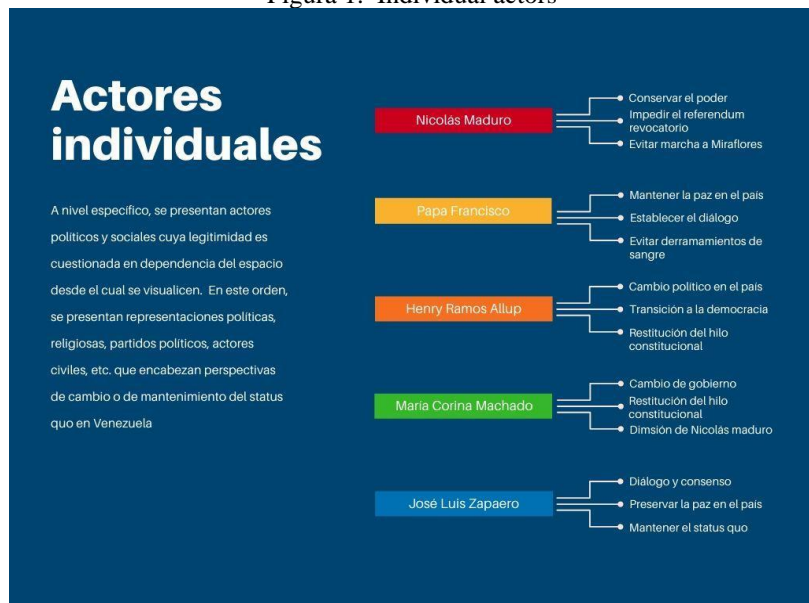 Figura 1. Individual actors
Actores
individuales
A nivel específico, se presentan actores
políticos y sociales cuya legitimidad es
cuestionada en dependencia del espacio
desde el cual se visualicen. En este orden,
se presentan representaciones políticas,
religiosas, partidos políticos, actores
civiles, etc. que encabezan perspectivas
de cambio o de mantenimiento del status
quo en Venezuela
Nicolás Maduro
Conservar el poder
Impedir el referendum
revocatorio
Evitar marcha a Miraflores
Papa Francisco
Mantener la paz en el país
Establecer el diálogo
Evitar derramamientos de
sangre
Henry Ramos Allup
Cambio político en el país
Transición a la democracia
Restitución del hilo
constitucional
María Corina Machado
Cambio de gobierno
Restitución del hilo
constitucional
Dimsión de Nicolás maduro
José Luis Zapaero
Diálogo y consenso
Preservar la paz en el país
Mantener el status quo